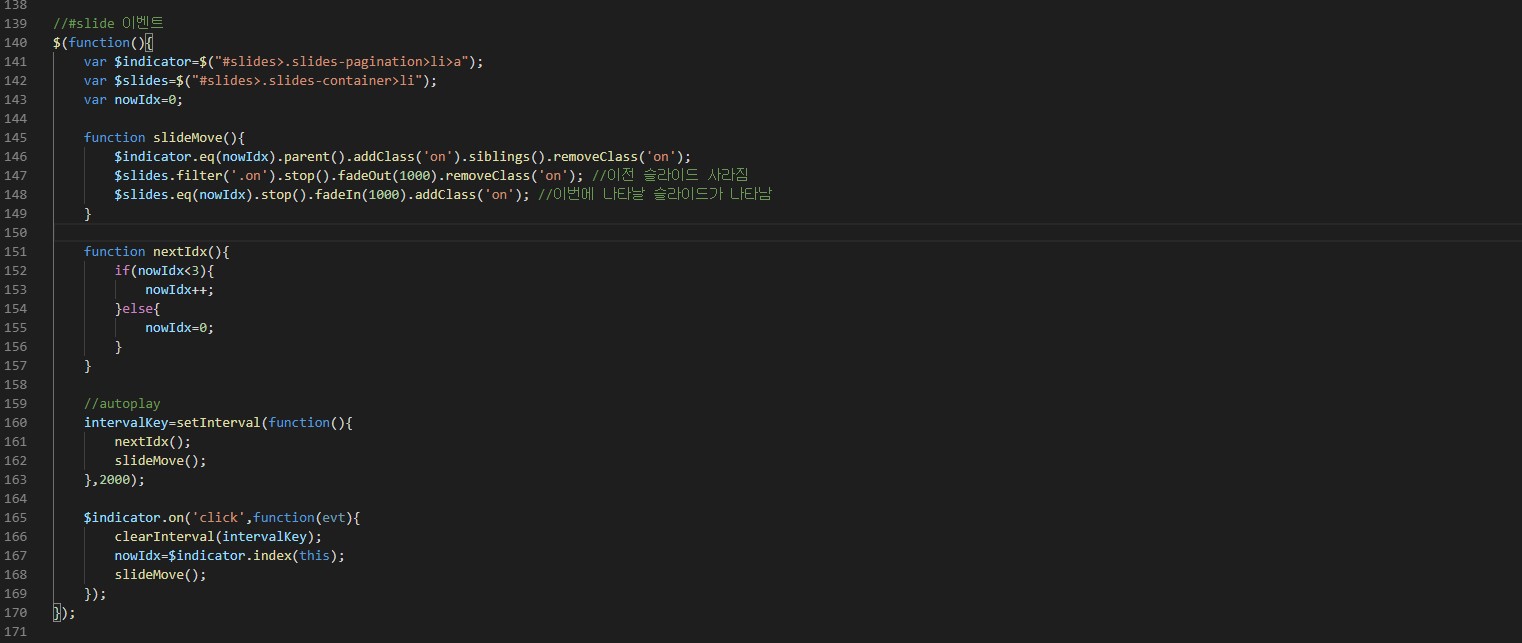 138
139 //#slide 이벤트
140 $(function(){
141     var $indicator=$("#slides>.slides-pagination>li>a");
142     var $slides=$("#slides>.slides-container>li");
143     var nowIdx=0;
144
145     function slideMove(){
146         $indicator.eq(nowIdx).parent().addClass('on').siblings().removeClass('on');
147         $slides.filter('.on').stop().fadeOut(1000).removeClass('on'); //이전 슬라이드 사라짐
148         $slides.eq(nowIdx).stop().fadeIn(1000).addClass('on'); //이번에 나타날 슬라이드가 나타남
149     }
150
151     function nextIdx(){
152         if(nowIdx<3){
153             nowIdx++;
154         }else{
155             nowIdx=0;
156         }
157     }
158
159     //autoplay
160     intervalKey=setInterval(function(){
161         nextIdx();
162         slideMove();
163     },2000);
164
165     $indicator.on('click',function(evt){
166         clearInterval(intervalKey);
167         nowIdx=$indicator.index(this);
168         slideMove();
169     });
170 });
171